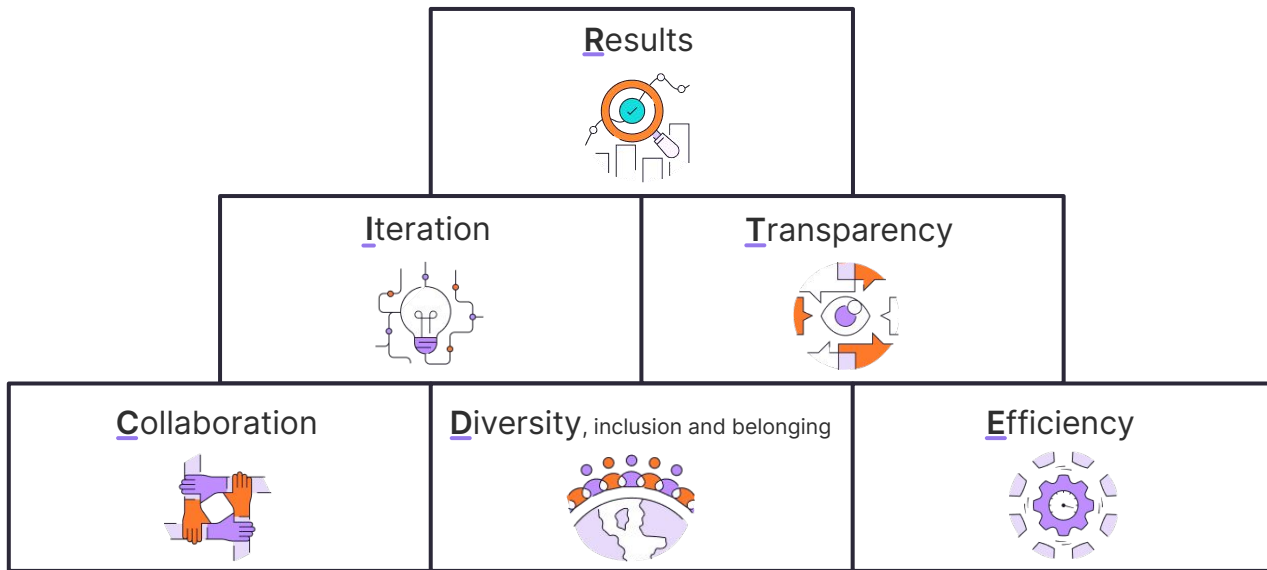 Results
Iteration
Transparency
Collaboration
Diversity, inclusion and belonging
Efficiency